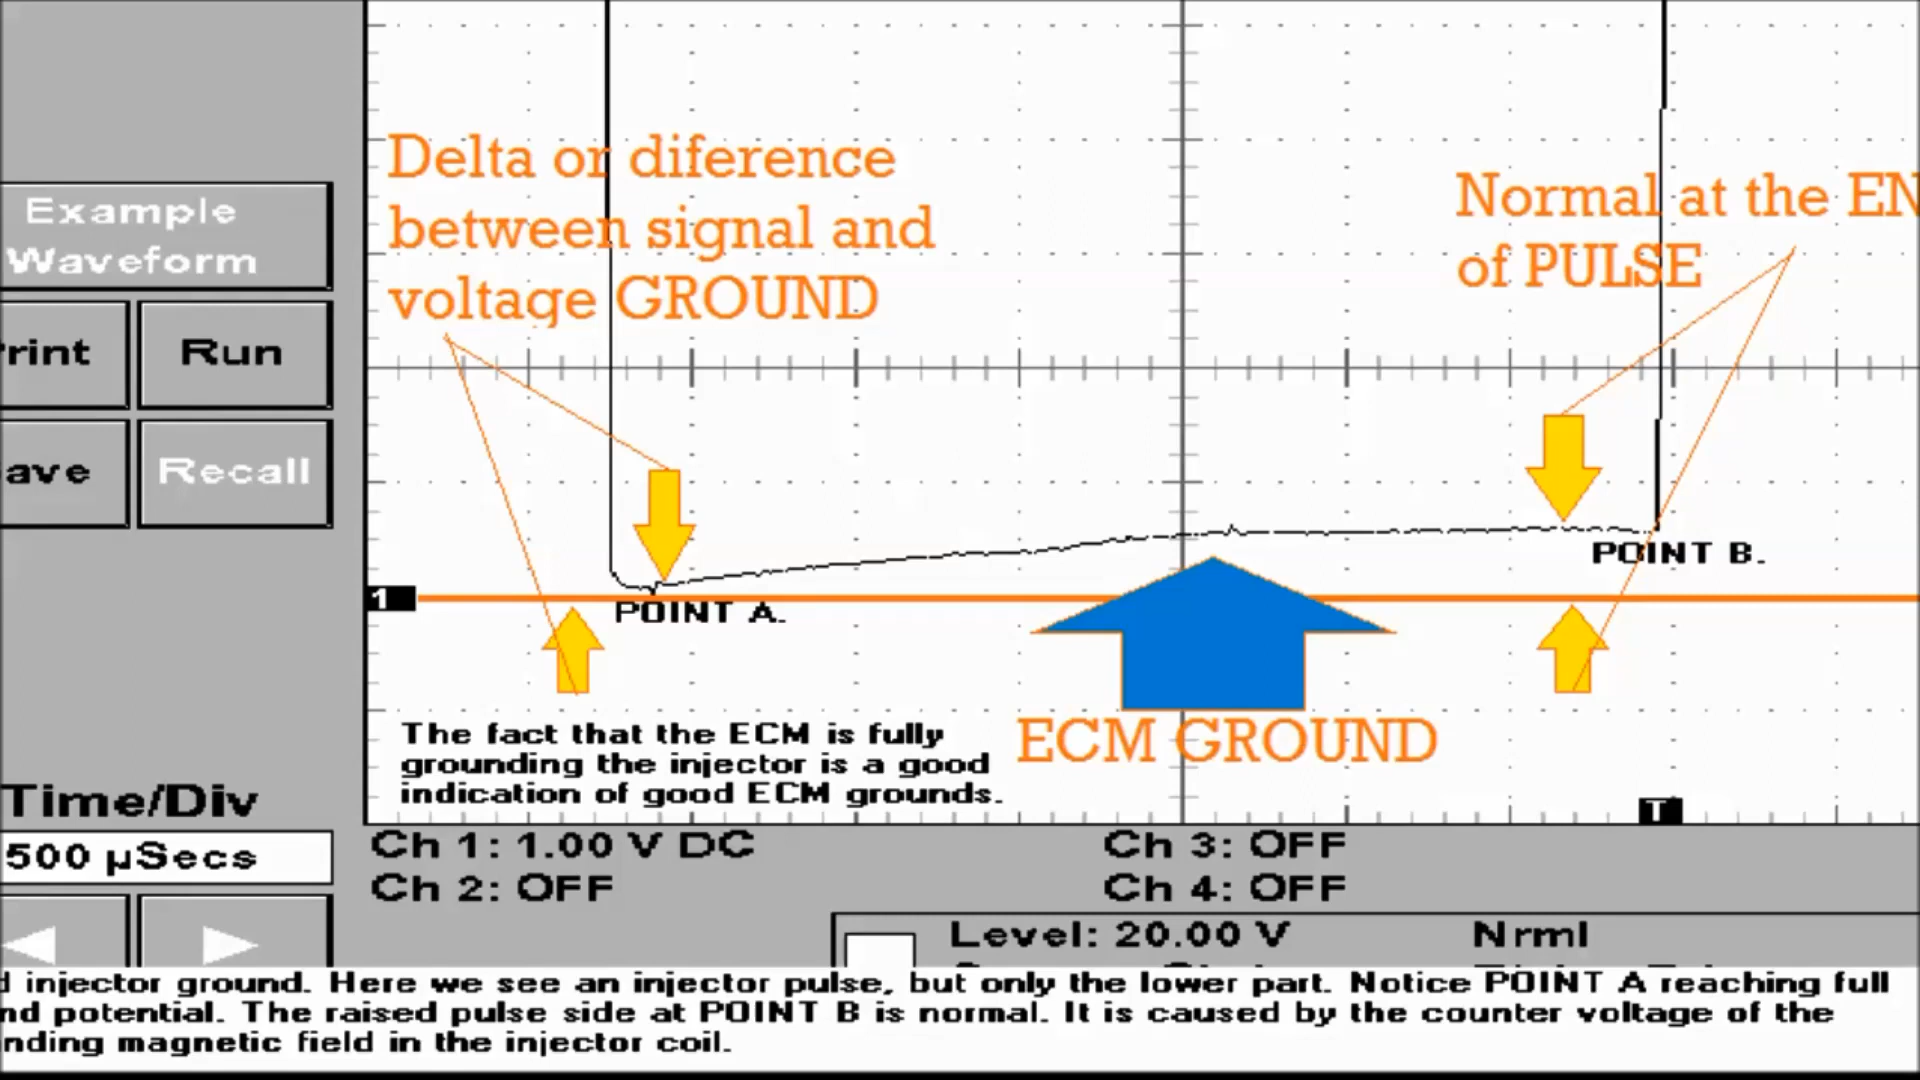 Delta or diference
between signal and
voltage GROUND
Normal at the EN
of PULSE
Example
Waveform
rint
Run
ave
Recall
POINT B.
1
POINT A.
ECM GROUND
The fact that the ECM is fully
grounding the injector is a good
indication of good ECM grounds.
Time/Div
500 µSecs
T
Ch 1: 1.00 V DC
Ch 2: OFF
Ch 3: OFF
Ch 4: OFF
Level: 20.00 V
Nrml
injector ground. Here we see an injector pulse, but only the lower part. Notice POINT A reaching full
nd potential. The raised pulse side at POINT B is normal. It is caused by the counter voltage of the
nding magnetic field in the injector coil.